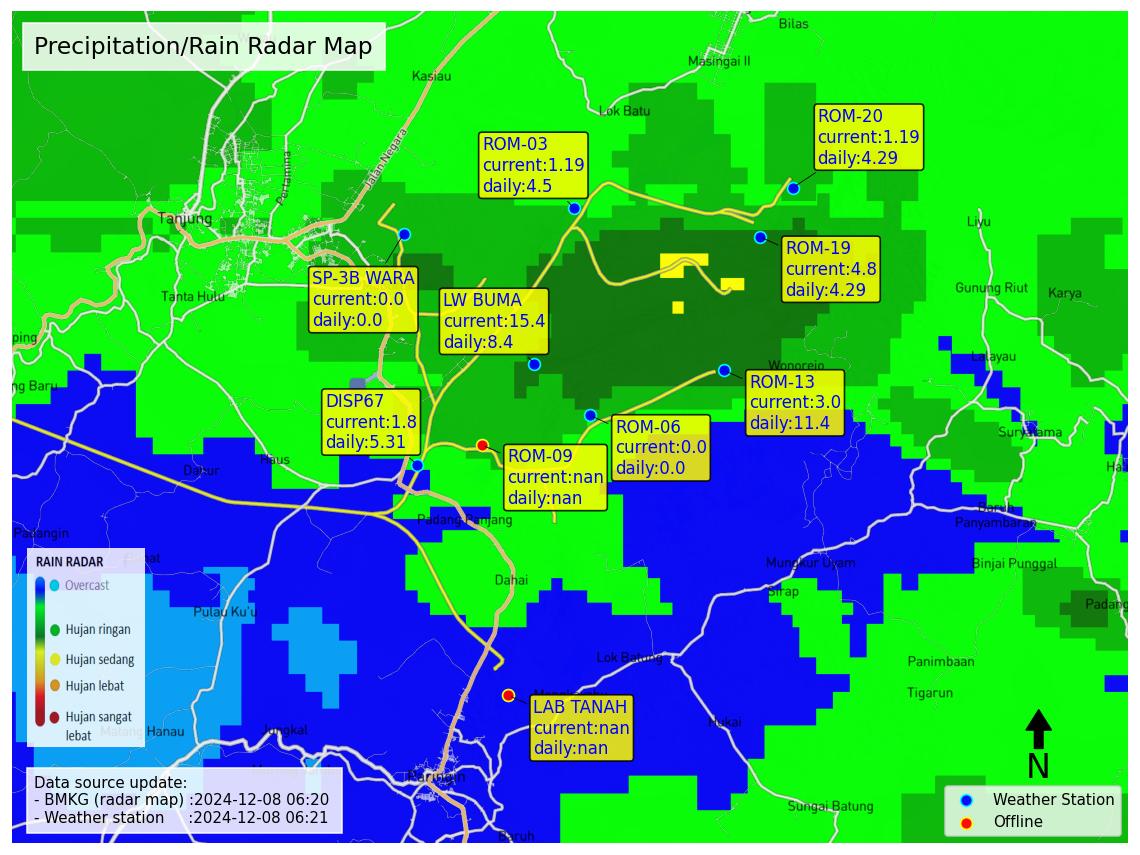 Precipitation/Rain Radar Map
Bilas
Masingai II
Kasiau
Lok Batu
Jalan Negara
Pertamina
ROM-20
current:1.19
daily:4.29
ROM-03
current:1.19
daily:4.5
Tanjung
Liyu
ROM-19
current:4.8
daily:4.29
SP-3B WARA
current:0.0
daily:0.0
Tanta Hulu
LW BUMA
current:15.4
daily:8.4
Gunung Riut
Karya
ping
Lalayau
Wonorejo
ng Baru
ROM-13
current:3.0
daily:11.4
DISP67
current:1.8
daily:5.31
ROM-06
current:0.0
daily:0.0
Suryatama
ROM-09
current:nan
daily:nan
Haus
Dahur
Ha
Padang Panjang
Baruh
Panyambaran
Padangin
Mungkur Uyam
Binjai Punggal
Dahai
Sirap
Padang
Pulau Ku'u
RAIN RADAR
Overcast
Hujan ringan
Hujan sedang
Hujan lebat
Hujan sangat
lebat
Lok Batung
Panimbaan
Tigarun
LAB TANAH
current:nan
daily:nan
Hukai
Matang Hanau
Jungkal
N
Paringin
Data source update:
- BMKG (radar map) :2024-12-08 06:20
- Weather station :2024-12-08 06:21
Weather Station
Offline
Sungai Batung
Baruh